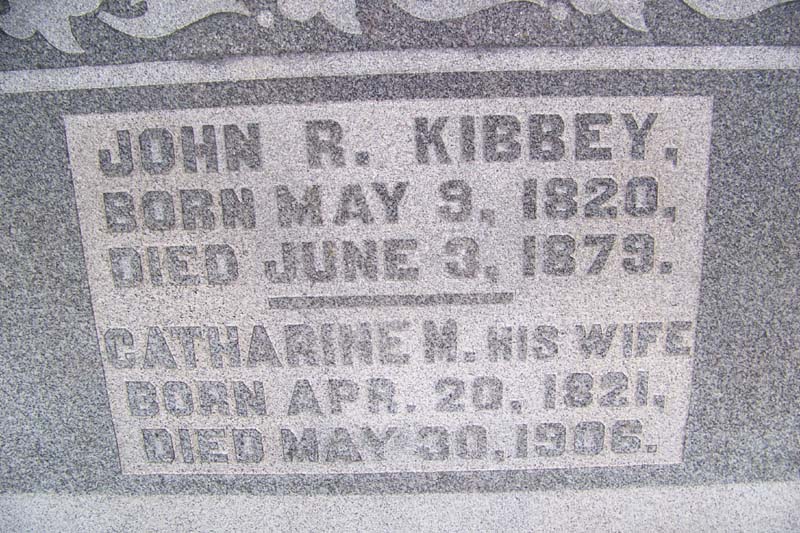 JOHN R. KIBBEY,
BORN MAY 9, 1820,
DIED JUNE 3, 1879.
CATHARINE M. HIS WIFE
BORN APR. 20, 1821,
DIED MAY 30, 1906.